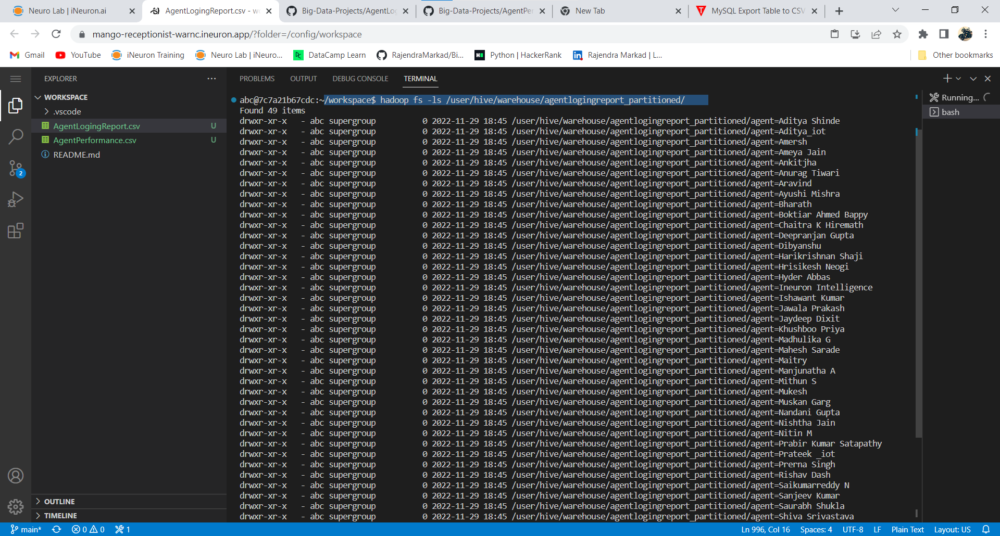 Neuro Lab | iNeuron.ai
AgentLogingReport.csv - wo
Big-Data-Projects/AgentLog
Big-Data-Projects/AgentPer
New Tab
MySQL Export Table to CSV
mango-receptionist-warnc.ineuron.app/?folder=/config/workspace
Gmail
YouTube
iNeuron Training
Neuro Lab | iNeuro...
DataCamp Learn
RajendraMarkad/Bi...
Python | HackerRank
Rajendra Markad | L...
Other bookmarks
EXPLORER
PROBLEMS
OUTPUT
DEBUG CONSOLE
TERMINAL
WORKSPACE
.vscode
AgentLogingReport.csv U
AgentPerformance.csv U
README.md
2
OUTLINE
TIMELINE
abc@7c7a21b67cdc:~/workspace$ hadoop fs -ls /user/hive/warehouse/agentlogingreport_partitioned/
Found 49 items
drwxr-xr-x   - abc supergroup          0 2022-11-29 18:45 /user/hive/warehouse/agentlogingreport_partitioned/agent=Aditya Shinde
drwxr-xr-x   - abc supergroup          0 2022-11-29 18:45 /user/hive/warehouse/agentlogingreport_partitioned/agent=Aditya_iot
drwxr-xr-x   - abc supergroup          0 2022-11-29 18:45 /user/hive/warehouse/agentlogingreport_partitioned/agent=Amersh
drwxr-xr-x   - abc supergroup          0 2022-11-29 18:45 /user/hive/warehouse/agentlogingreport_partitioned/agent=Ameya Jain
drwxr-xr-x   - abc supergroup          0 2022-11-29 18:45 /user/hive/warehouse/agentlogingreport_partitioned/agent=Ankitjha
drwxr-xr-x   - abc supergroup          0 2022-11-29 18:45 /user/hive/warehouse/agentlogingreport_partitioned/agent=Anurag Tiwari
drwxr-xr-x   - abc supergroup          0 2022-11-29 18:45 /user/hive/warehouse/agentlogingreport_partitioned/agent=Aravind
drwxr-xr-x   - abc supergroup          0 2022-11-29 18:45 /user/hive/warehouse/agentlogingreport_partitioned/agent=Ayushi Mishra
drwxr-xr-x   - abc supergroup          0 2022-11-29 18:45 /user/hive/warehouse/agentlogingreport_partitioned/agent=Bharath
drwxr-xr-x   - abc supergroup          0 2022-11-29 18:45 /user/hive/warehouse/agentlogingreport_partitioned/agent=Boktiar Ahmed Bappy
drwxr-xr-x   - abc supergroup          0 2022-11-29 18:45 /user/hive/warehouse/agentlogingreport_partitioned/agent=Chaitra K Hiremath
drwxr-xr-x   - abc supergroup          0 2022-11-29 18:45 /user/hive/warehouse/agentlogingreport_partitioned/agent=Deepranjan Gupta
drwxr-xr-x   - abc supergroup          0 2022-11-29 18:45 /user/hive/warehouse/agentlogingreport_partitioned/agent=Dibyanshu
drwxr-xr-x   - abc supergroup          0 2022-11-29 18:45 /user/hive/warehouse/agentlogingreport_partitioned/agent=Harikrishnan Shaji
drwxr-xr-x   - abc supergroup          0 2022-11-29 18:45 /user/hive/warehouse/agentlogingreport_partitioned/agent=Hrisikesh Neogi
drwxr-xr-x   - abc supergroup          0 2022-11-29 18:45 /user/hive/warehouse/agentlogingreport_partitioned/agent=Hyder Abbas
drwxr-xr-x   - abc supergroup          0 2022-11-29 18:45 /user/hive/warehouse/agentlogingreport_partitioned/agent=Ineuron Intelligence
drwxr-xr-x   - abc supergroup          0 2022-11-29 18:45 /user/hive/warehouse/agentlogingreport_partitioned/agent=Ishawant Kumar
drwxr-xr-x   - abc supergroup          0 2022-11-29 18:45 /user/hive/warehouse/agentlogingreport_partitioned/agent=Jawala Prakash
drwxr-xr-x   - abc supergroup          0 2022-11-29 18:45 /user/hive/warehouse/agentlogingreport_partitioned/agent=Jaydeep Dixit
drwxr-xr-x   - abc supergroup          0 2022-11-29 18:45 /user/hive/warehouse/agentlogingreport_partitioned/agent=Khushboo Priya
drwxr-xr-x   - abc supergroup          0 2022-11-29 18:45 /user/hive/warehouse/agentlogingreport_partitioned/agent=Madhulika G
drwxr-xr-x   - abc supergroup          0 2022-11-29 18:45 /user/hive/warehouse/agentlogingreport_partitioned/agent=Mahesh Sarade
drwxr-xr-x   - abc supergroup          0 2022-11-29 18:45 /user/hive/warehouse/agentlogingreport_partitioned/agent=Maitry
drwxr-xr-x   - abc supergroup          0 2022-11-29 18:45 /user/hive/warehouse/agentlogingreport_partitioned/agent=Manjunatha A
drwxr-xr-x   - abc supergroup          0 2022-11-29 18:45 /user/hive/warehouse/agentlogingreport_partitioned/agent=Mithun S
drwxr-xr-x   - abc supergroup          0 2022-11-29 18:45 /user/hive/warehouse/agentlogingreport_partitioned/agent=Mukesh
drwxr-xr-x   - abc supergroup          0 2022-11-29 18:45 /user/hive/warehouse/agentlogingreport_partitioned/agent=Muskan Garg
drwxr-xr-x   - abc supergroup          0 2022-11-29 18:45 /user/hive/warehouse/agentlogingreport_partitioned/agent=Nandani Gupta
drwxr-xr-x   - abc supergroup          0 2022-11-29 18:45 /user/hive/warehouse/agentlogingreport_partitioned/agent=Nishtha Jain
drwxr-xr-x   - abc supergroup          0 2022-11-29 18:45 /user/hive/warehouse/agentlogingreport_partitioned/agent=Nitin M
drwxr-xr-x   - abc supergroup          0 2022-11-29 18:45 /user/hive/warehouse/agentlogingreport_partitioned/agent=Prabir Kumar Satapathy
drwxr-xr-x   - abc supergroup          0 2022-11-29 18:45 /user/hive/warehouse/agentlogingreport_partitioned/agent=Prateek _iot
drwxr-xr-x   - abc supergroup          0 2022-11-29 18:45 /user/hive/warehouse/agentlogingreport_partitioned/agent=Prerna Singh
drwxr-xr-x   - abc supergroup          0 2022-11-29 18:45 /user/hive/warehouse/agentlogingreport_partitioned/agent=Rishav Dash
drwxr-xr-x   - abc supergroup          0 2022-11-29 18:45 /user/hive/warehouse/agentlogingreport_partitioned/agent=Saikumarreddy N
drwxr-xr-x   - abc supergroup          0 2022-11-29 18:45 /user/hive/warehouse/agentlogingreport_partitioned/agent=Sanjeev Kumar
drwxr-xr-x   - abc supergroup          0 2022-11-29 18:45 /user/hive/warehouse/agentlogingreport_partitioned/agent=Saurabh Shukla
drwxr-xr-x   - abc supergroup          0 2022-11-29 18:45 /user/hive/warehouse/agentlogingreport_partitioned/agent=Shiva Srivastava
Running...
bash
main*
0
0
1
Ln 996, Col 16
Spaces: 4
UTF-8
LF
Plain Text
Layout: US